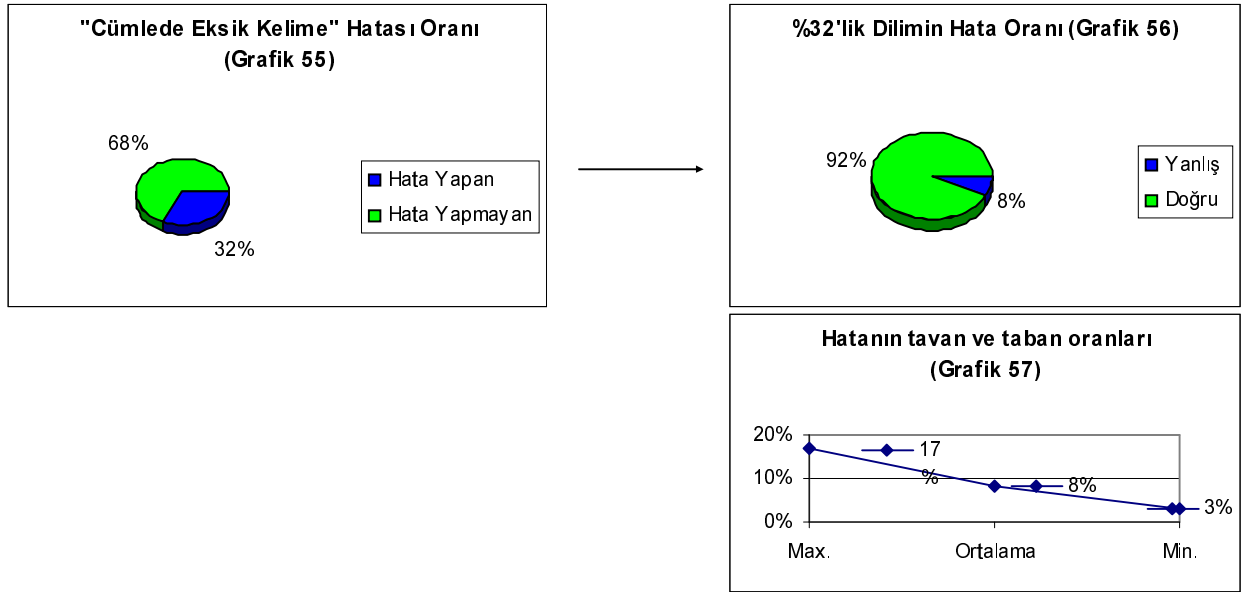 "Cümlede Eksik Kelime" Hatası Oranı
(Grafik 55)
68%
32%
Hata Yapan
Hata Yapmayan
%32'lik Dilimin Hata Oranı (Grafik 56)
92%
8%
Yanlış
Doğru
Hatanın tavan ve taban oranları
(Grafik 57)
20%
10%
0%
17
%
8%
3%
Max.
Ortalama
Min.